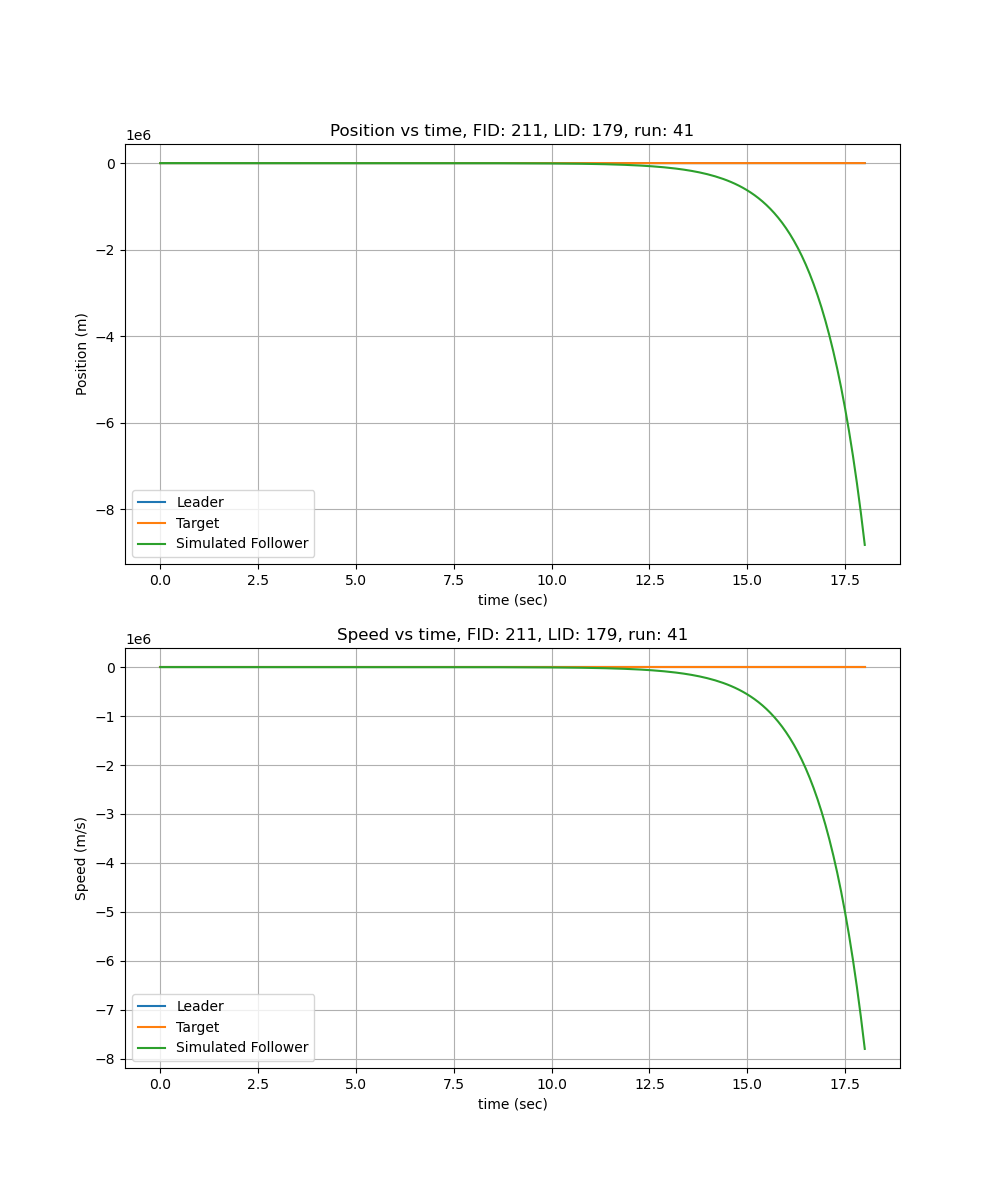 Position vs time, FID: 211, LID: 179, run: 41
1e6
0
−2
−4
−6
−8
Position (m)
Leader
Target
Simulated Follower
0.0 2.5 5.0 7.5 10.0 12.5 15.0 17.5
time (sec)
Speed vs time, FID: 211, LID: 179, run: 41
1e6
0
−1
−2
−3
−4
−5
−6
−7
−8
Speed (m/s)
Leader
Target
Simulated Follower
0.0 2.5 5.0 7.5 10.0 12.5 15.0 17.5
time (sec)